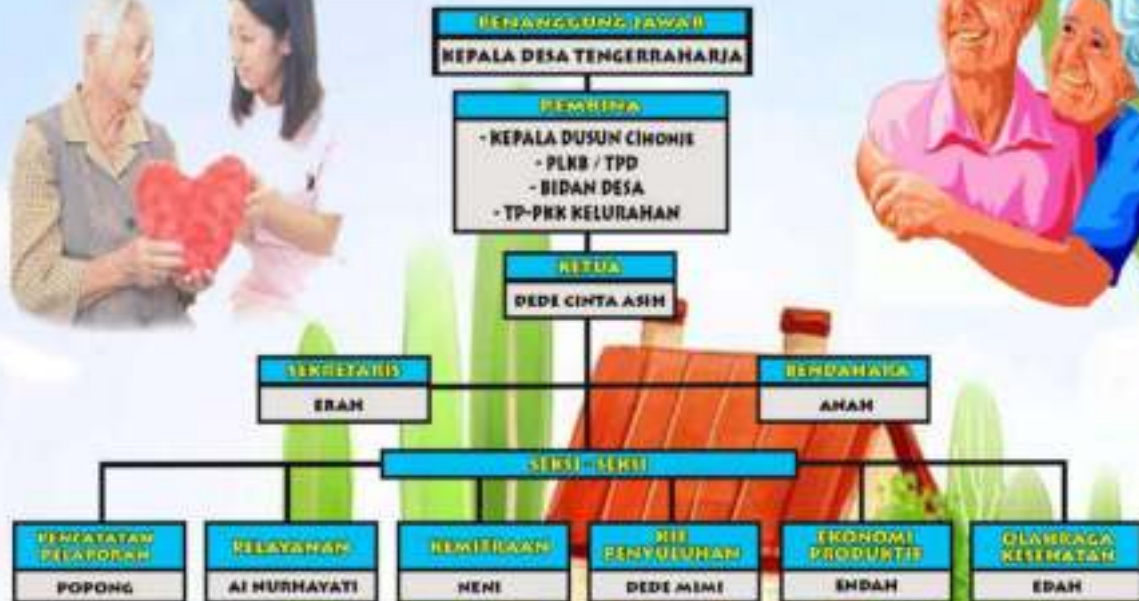 PENANGGUNG JAWAB
KEPALA DESA TENGERRAHARJA
PEMBINA
- KEPALA DUSUN CIHONJE
- PLKB / TPD
- BIDAN DESA
- TP-PKK KELURAHAN
KETUA
DEDE CINTA ASIH
SEKRETARIS
ERAH
BENDAHARA
ANAH
SEKSI - SEKSI
PENCATATAN
PELAPORAN
POPONG
PELAYANAN
AI NURHAYATI
KEMITRAAN
NENI
KIE
PENYULUHAN
DEDE MIMI
EKONOMI
PRODUKTIF
ENDAH
OLAHRAGA
KESEHATAN
EDAH